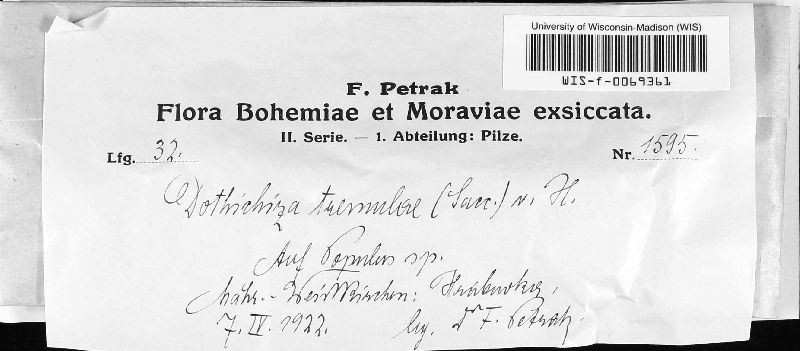 University of Wisconsin-Madison (WIS)
WIS-f-0069361
F. Petrak
Flora Bohemiae et Moraviae exsiccata.
II. Serie. — 1. Abteilung: Pilze.
Lfg. 32.
Nr. 1595.
Dothichiza tremulae (Sacc.) v. H.
Auf Populus sp.
Mähr.-Weißkirchen: Hrabuvka,
7. IV. 1922. lg. Dr F. Petrak.